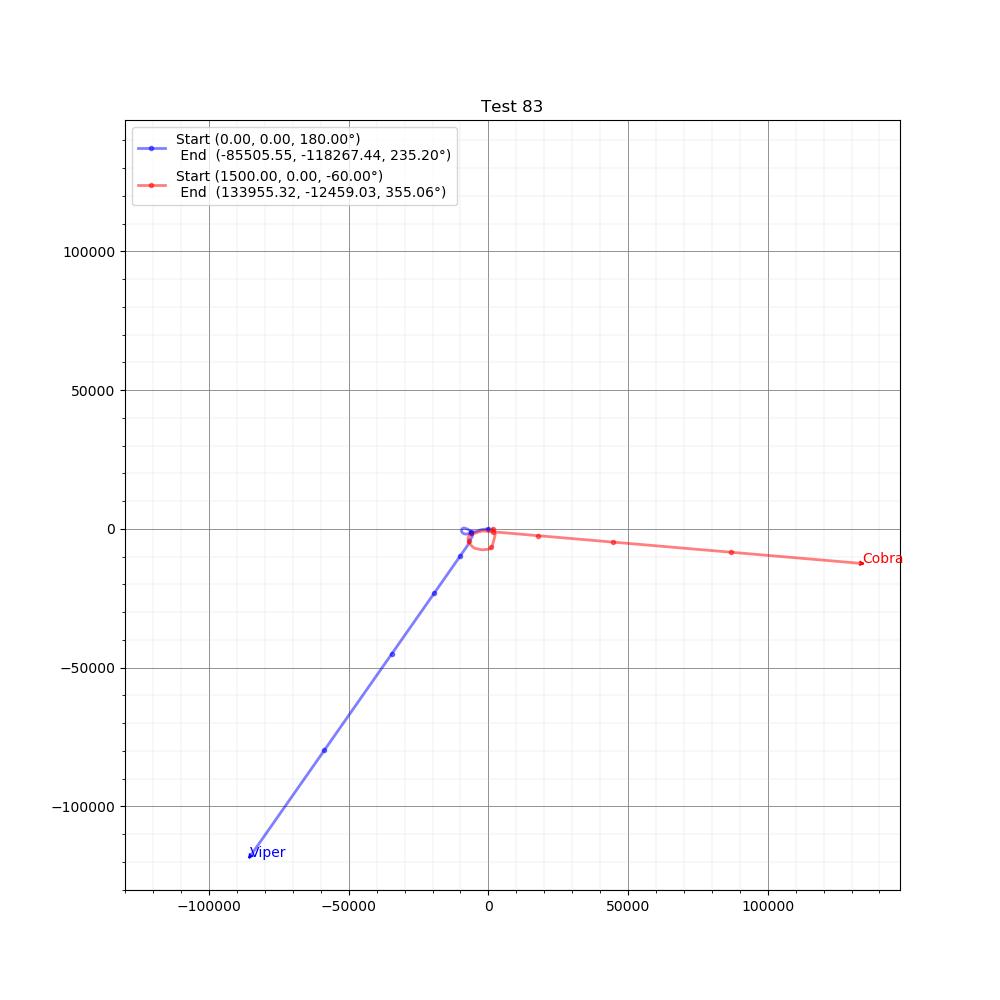 Test 83
Start (0.00, 0.00, 180.00°)
End  (-85505.55, -118267.44, 235.20°)
Start (1500.00, 0.00, -60.00°)
End  (133955.32, -12459.03, 355.06°)
100000
50000
0
−50000
−100000
Cobra
Viper
−100000 −50000 0 50000 100000